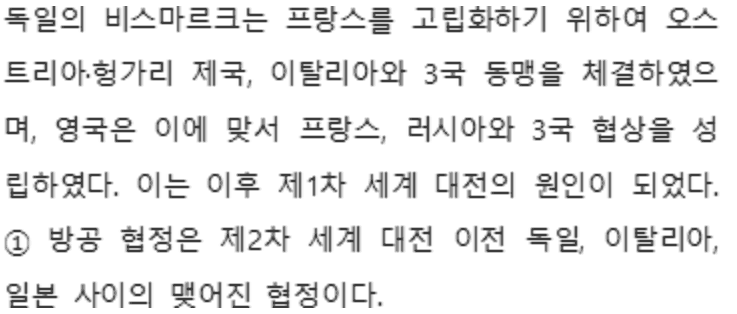 독일의 비스마르크는 프랑스를 고립화하기 위하여 오스
트리아·헝가리 제국, 이탈리아와 3국 동맹을 체결하였으
며, 영국은 이에 맞서 프랑스, 러시아와 3국 협상을 성
립하였다. 이는 이후 제1차 세계 대전의 원인이 되었다.
① 방공 협정은 제2차 세계 대전 이전 독일, 이탈리아,
일본 사이의 맺어진 협정이다.